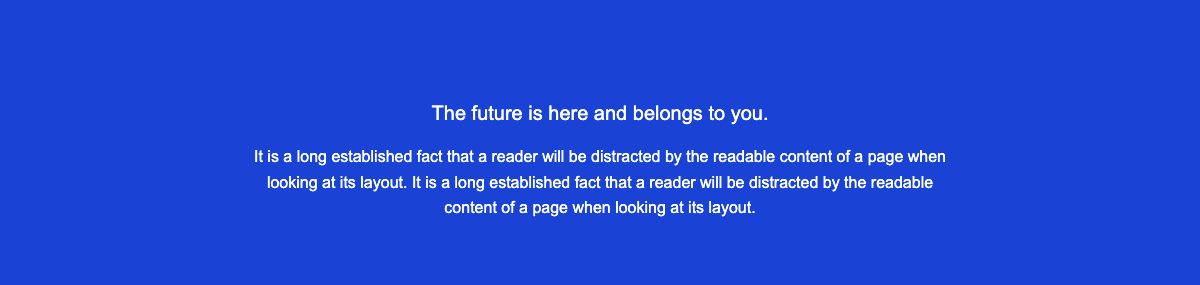 The future is here and belongs to you.
It is a long established fact that a reader will be distracted by the readable content of a page when
looking at its layout. It is a long established fact that a reader will be distracted by the readable
content of a page when looking at its layout.